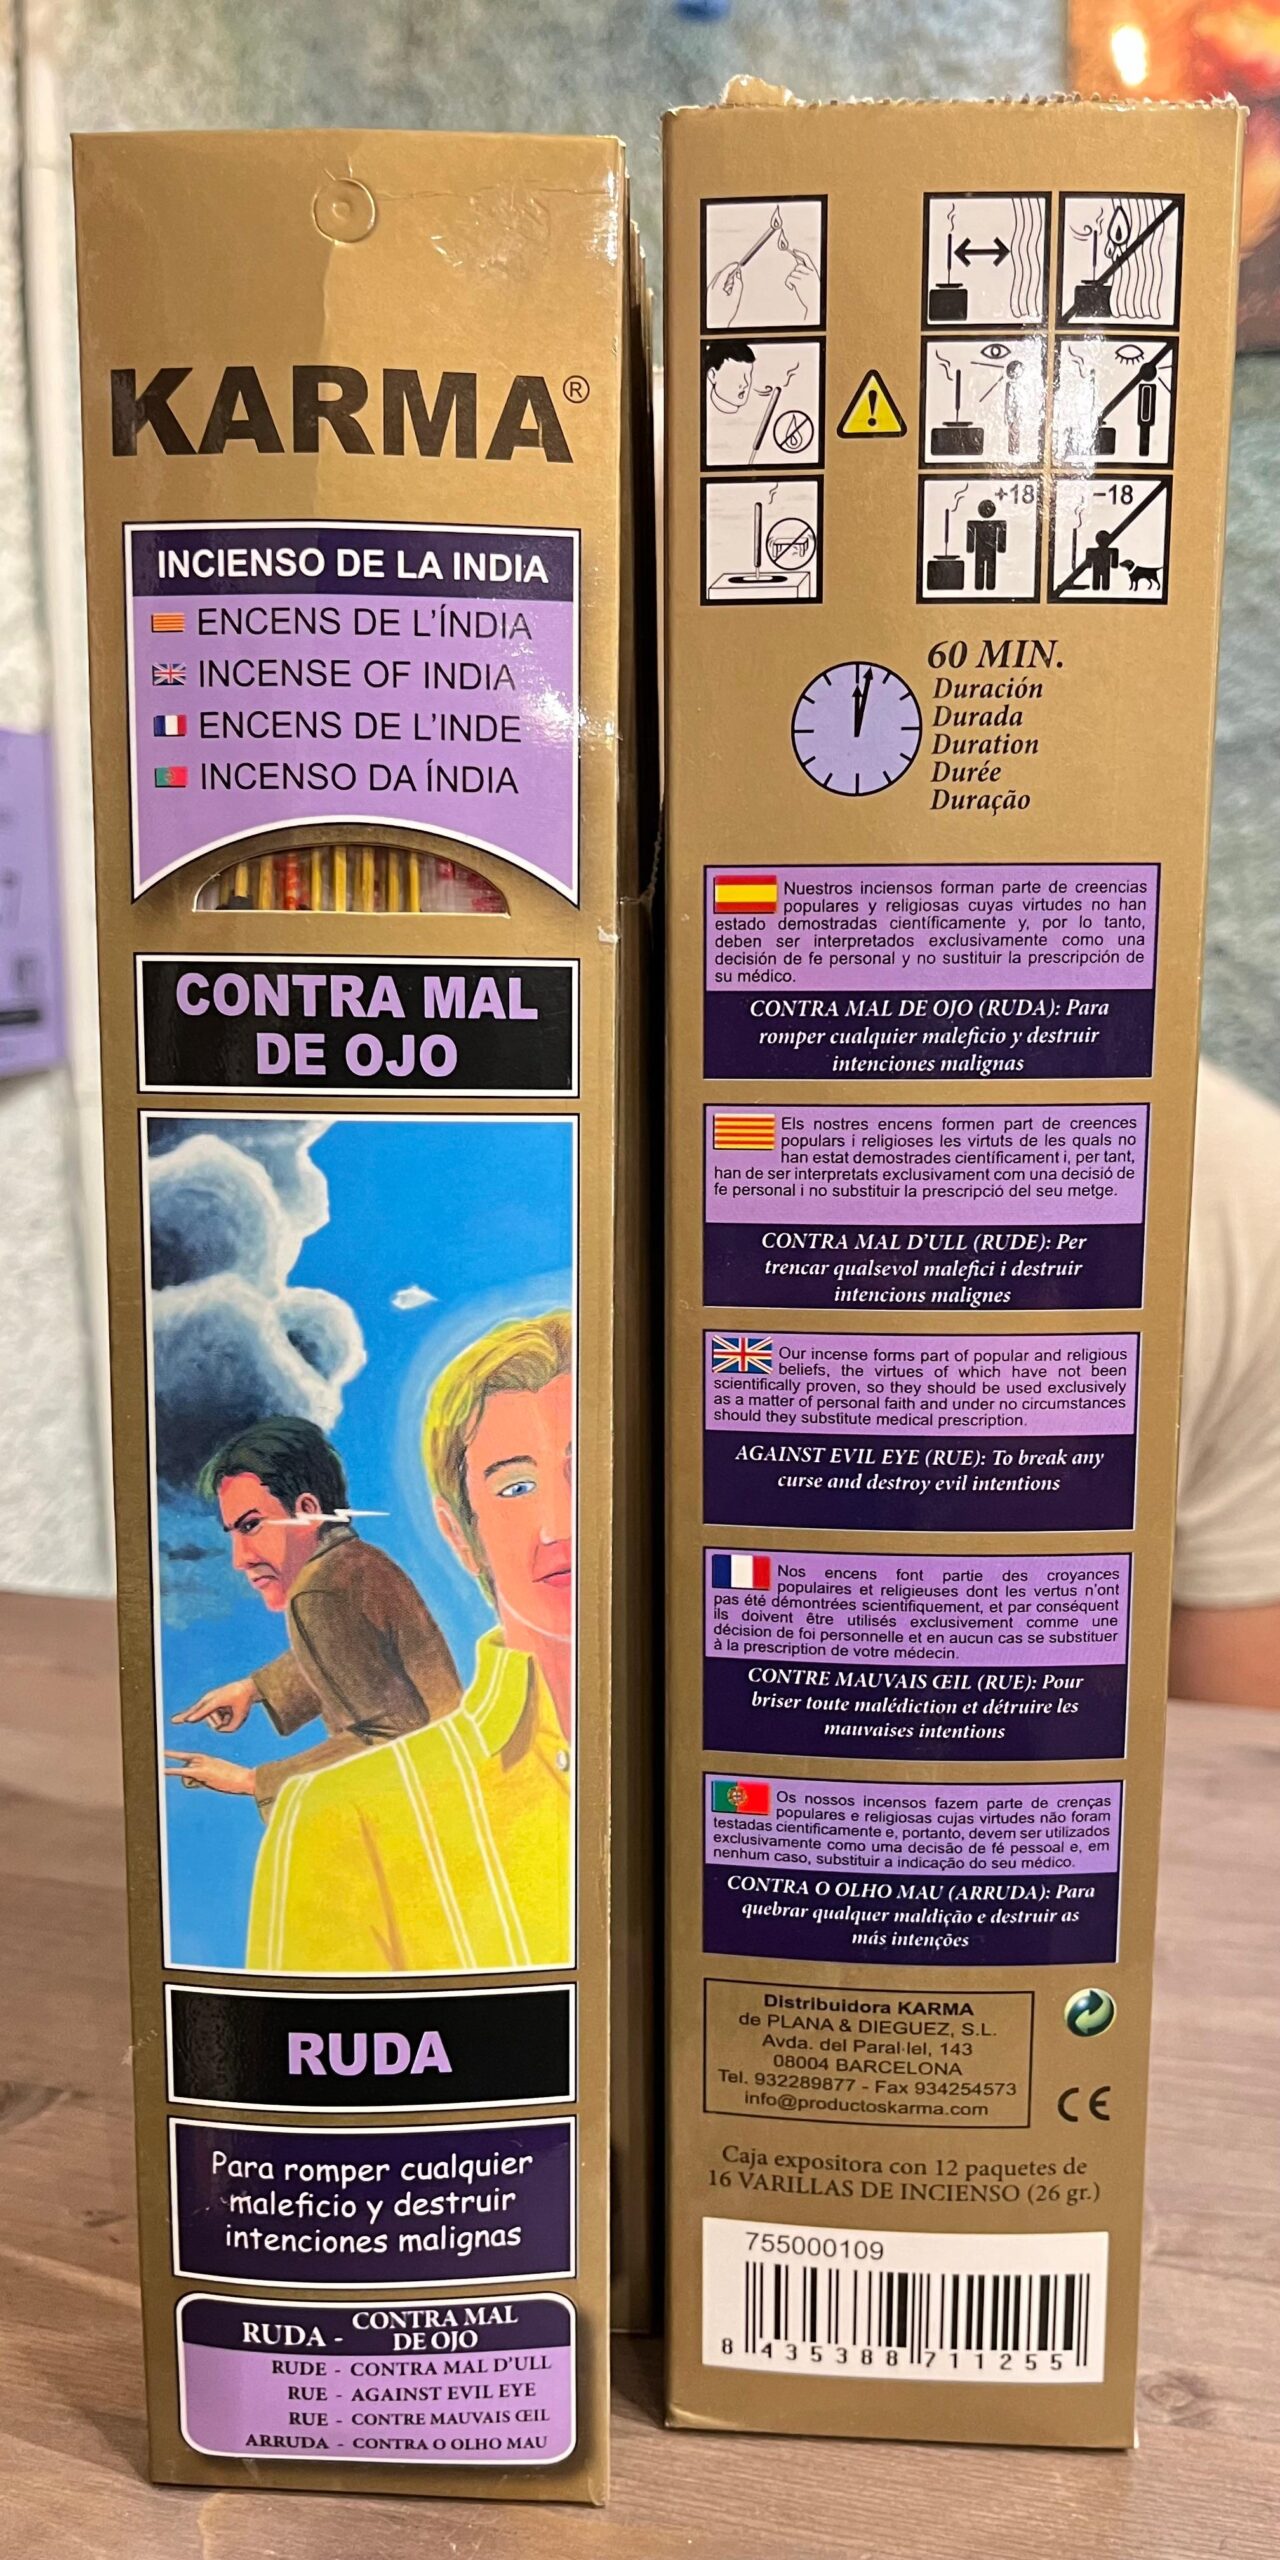 KARMA®
INCIENSO DE LA INDIA
ENCENS DE L'ÍNDIA
INCENSE OF INDIA
ENCENS DE L'INDE
INCENSO DA ÍNDIA
CONTRA MAL
DE OJO
RUDA
Para romper cualquier
maleficio y destruir
intenciones malignas
RUDA - CONTRA MAL
DE OJO
RUDE - CONTRA MAL D'ULL
RUE - AGAINST EVIL EYE
RUE - CONTRE MAUVAIS ŒIL
ARRUDA - CONTRA O OLHO MAU
+18
-18
60 MIN.
Duración
Durada
Duration
Durée
Duração
Nuestros inciensos forman parte de creencias
populares y religiosas cuyas virtudes no han
estado demostradas científicamente y, por lo tanto,
deben ser interpretados exclusivamente como una
decisión de fe personal y no sustituir la prescripción de
su médico.
CONTRA MAL DE OJO (RUDA): Para
romper cualquier maleficio y destruir
intenciones malignas
Els nostres encens formen part de creences
populars i religioses les virtuts de les quals no
han estat demostrades científicament i, per tant,
han de ser interpretats exclusivament com una decisió de
fe personal i no substituir la prescripció del seu metge.
CONTRA MAL D'ULL (RUDE): Per
trencar qualsevol malefici i destruir
intencions malignes
Our incense forms part of popular and religious
beliefs, the virtues of which have not been
scientifically proven, so they should be used exclusively
as a matter of personal faith and under no circumstances
should they substitute medical prescription.
AGAINST EVIL EYE (RUE): To break any
curse and destroy evil intentions
Nos encens font partie des croyances
populaires et religieuses dont les vertus n'ont
pas été démontrées scientifiquement, et par conséquent
ils doivent être utilisés exclusivement comme une
décision de foi personnelle et en aucun cas se substituer
à la prescription de votre médecin.
CONTRE MAUVAIS ŒIL (RUE): Pour
briser toute malédiction et détruire les
mauvaises intentions
Os nossos incensos fazem parte de crenças
populares e religiosas cujas virtudes não foram
testadas cientificamente e, portanto, devem ser utilizados
exclusivamente como uma decisão de fé pessoal e, em
nenhum caso, substituir a indicação do seu médico.
CONTRA O OLHO MAU (ARRUDA): Para
quebrar qualquer maldição e destruir as
más intenções
Distribuidora KARMA
de PLANA & DIEGUEZ, S.L.
Avda. del Paral·lel, 143
08004 BARCELONA
Tel. 932289877 - Fax 934254573
info@productoskarma.com
CE
Caja expositora con 12 paquetes de
16 VARILLAS DE INCIENSO (26 gr.)
755000109
8 435388 711255